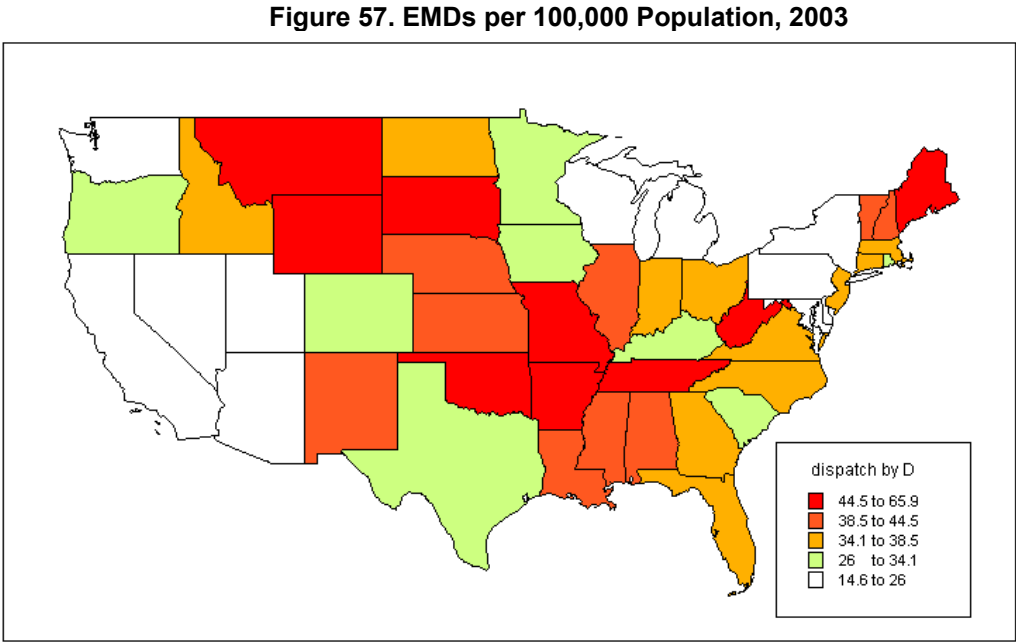 Figure 57. EMDs per 100,000 Population, 2003
dispatch by D
44.5 to 65.9
38.5 to 44.5
34.1 to 38.5
26 to 34.1
14.6 to 26